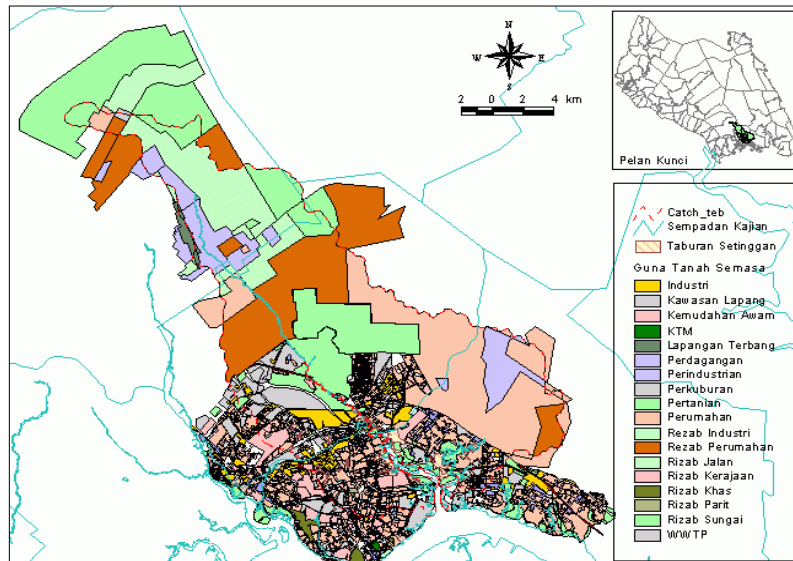 N
W E
S
2 0 2 4 km
Pelan Kunci
Catch_teb
Sempadan Kajian
Taburan Setinggan
Guna Tanah Semasa
Industri
Kawasan Lapang
Kemudahan Awam
KTM
Lapangan Terbang
Perdagangan
Perindustrian
Perkuburan
Pertanian
Perumahan
Rezab Industri
Rezab Perumahan
Rizab Jalan
Rizab Kerajaan
Rizab Khas
Rizab Parit
Rizab Sungai
WWTP